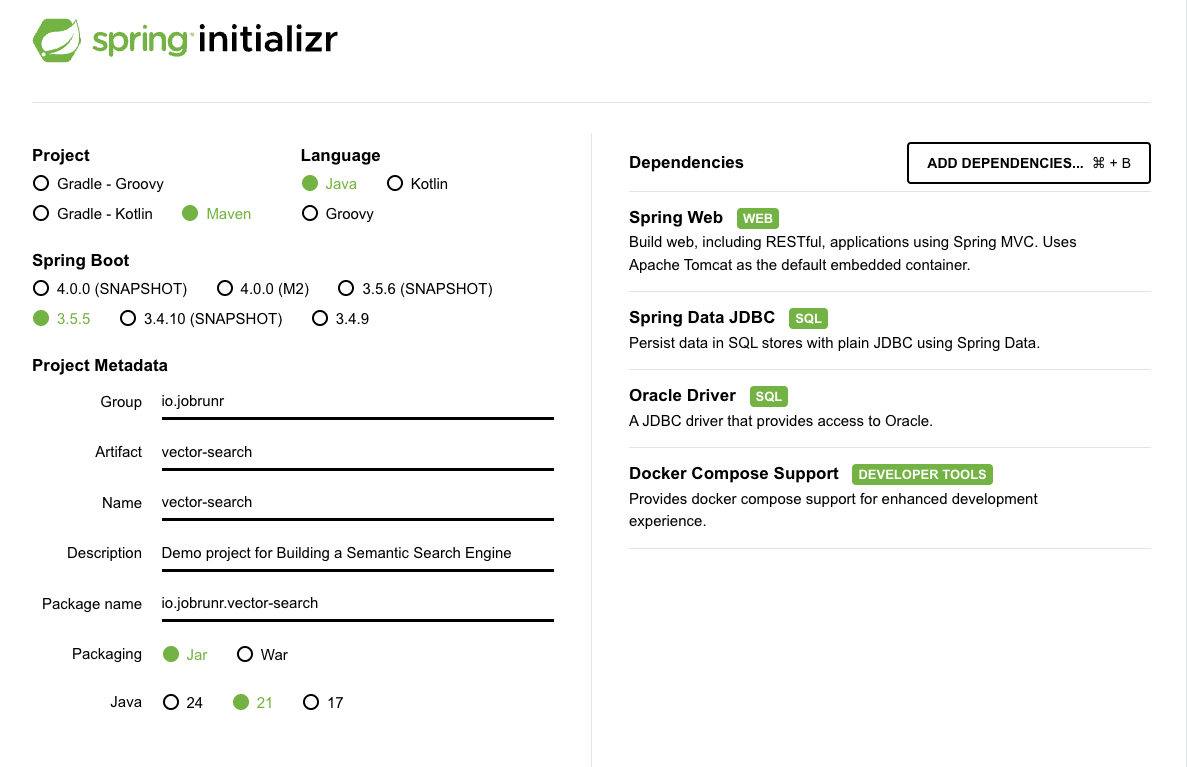 spring initializr
Project
Gradle - Groovy
Gradle - Kotlin Maven
Language
Java Kotlin
Groovy
Spring Boot
4.0.0 (SNAPSHOT) 4.0.0 (M2) 3.5.6 (SNAPSHOT)
3.5.5 3.4.10 (SNAPSHOT) 3.4.9
Project Metadata
Group io.jobrunr
Artifact vector-search
Name vector-search
Description Demo project for Building a Semantic Search Engine
Package name io.jobrunr.vector-search
Packaging Jar War
Java 24 21 17
Dependencies ADD DEPENDENCIES... ⌘ + B
Spring Web WEB
Build web, including RESTful, applications using Spring MVC. Uses
Apache Tomcat as the default embedded container.
Spring Data JDBC SQL
Persist data in SQL stores with plain JDBC using Spring Data.
Oracle Driver SQL
A JDBC driver that provides access to Oracle.
Docker Compose Support DEVELOPER TOOLS
Provides docker compose support for enhanced development
experience.